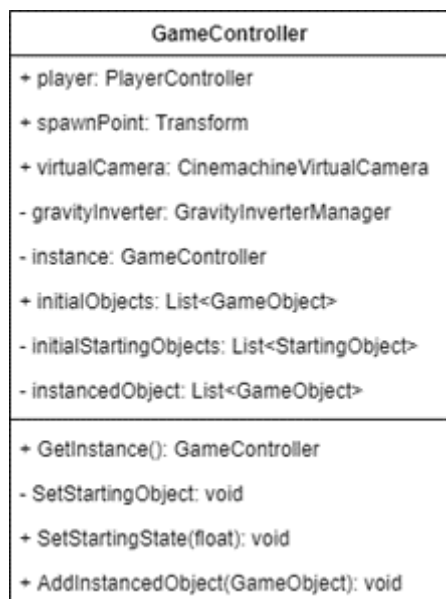 GameController
+ player: PlayerController
+ spawnPoint: Transform
+ virtualCamera: CinemachineVirtualCamera
- gravityInverter: GravityInverterManager
- instance: GameController
+ initialObjects: List<GameObject>
- initialStartingObjects: List<StartingObject>
- instancedObject: List<GameObject>
+ GetInstance(): GameController
- SetStartingObject: void
+ SetStartingState(float): void
+ AddInstancedObject(GameObject): void